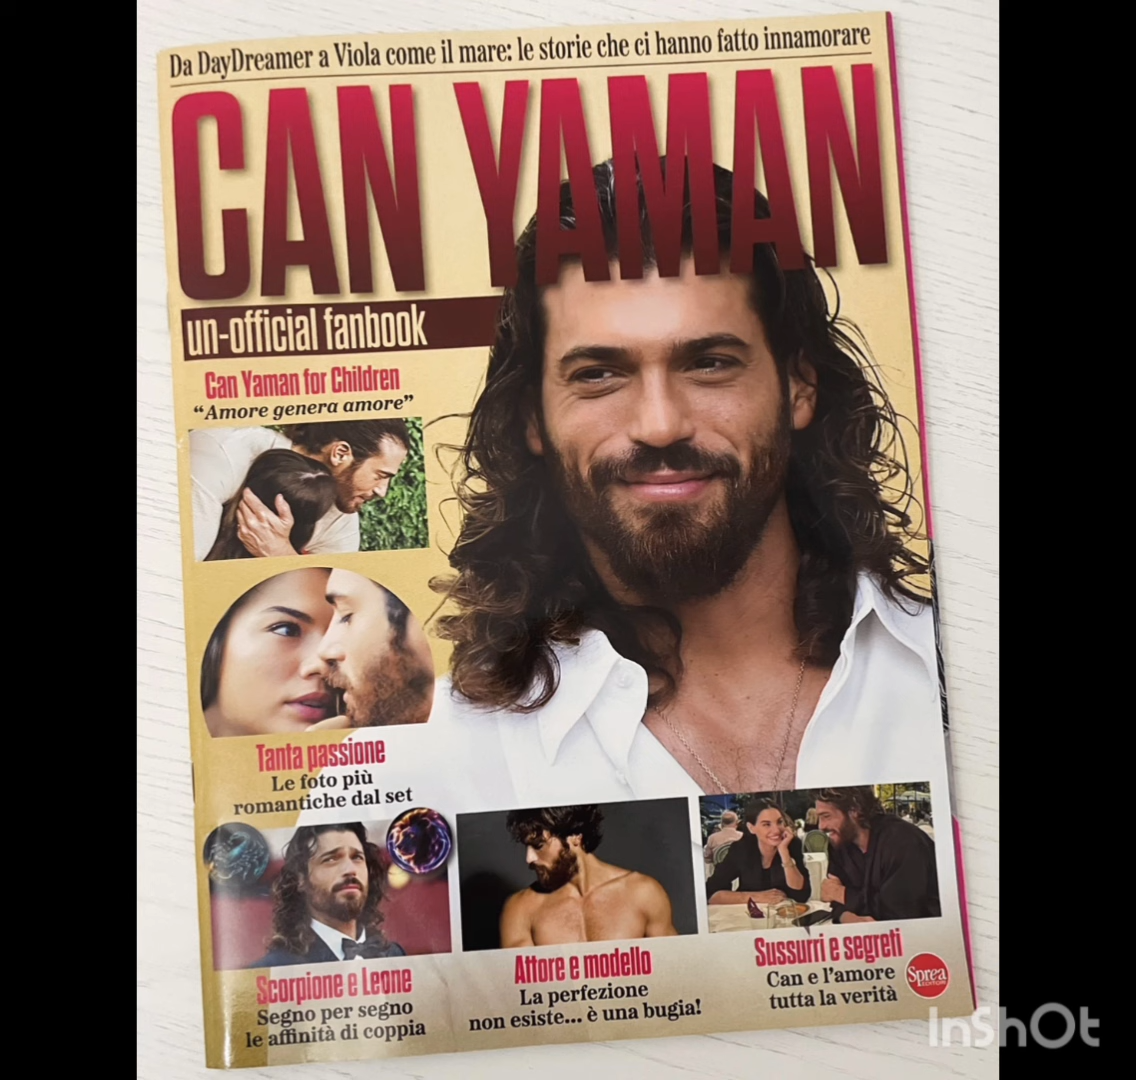 Da DayDreamer a Viola come il mare: le storie che ci hanno fatto innamorare
CAN YAMAN
un-official fanbook
Can Yaman for Children
“Amore genera amore”
Tanta passione
Le foto più
romantiche dal set
Scorpione e Leone
Segno per segno
le affinità di coppia
Attore e modello
La perfezione
non esiste... è una bugia!
Sussurri e segreti
Can e l’amore
tutta la verità
Sprea
EDITORI
InShOt